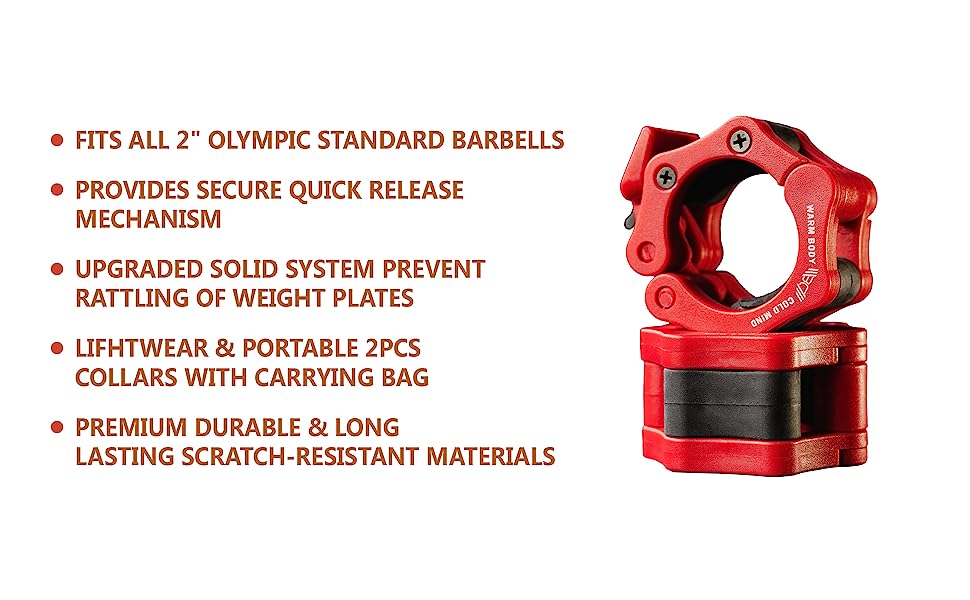 FITS ALL 2" OLYMPIC STANDARD BARBELLS
PROVIDES SECURE QUICK RELEASE
MECHANISM
UPGRADED SOLID SYSTEM PREVENT
RATTLING OF WEIGHT PLATES
LIFHTWEAR & PORTABLE 2PCS
COLLARS WITH CARRYING BAG
PREMIUM DURABLE & LONG
LASTING SCRATCH-RESISTANT MATERIALS
WARM BODY
COLD MIND